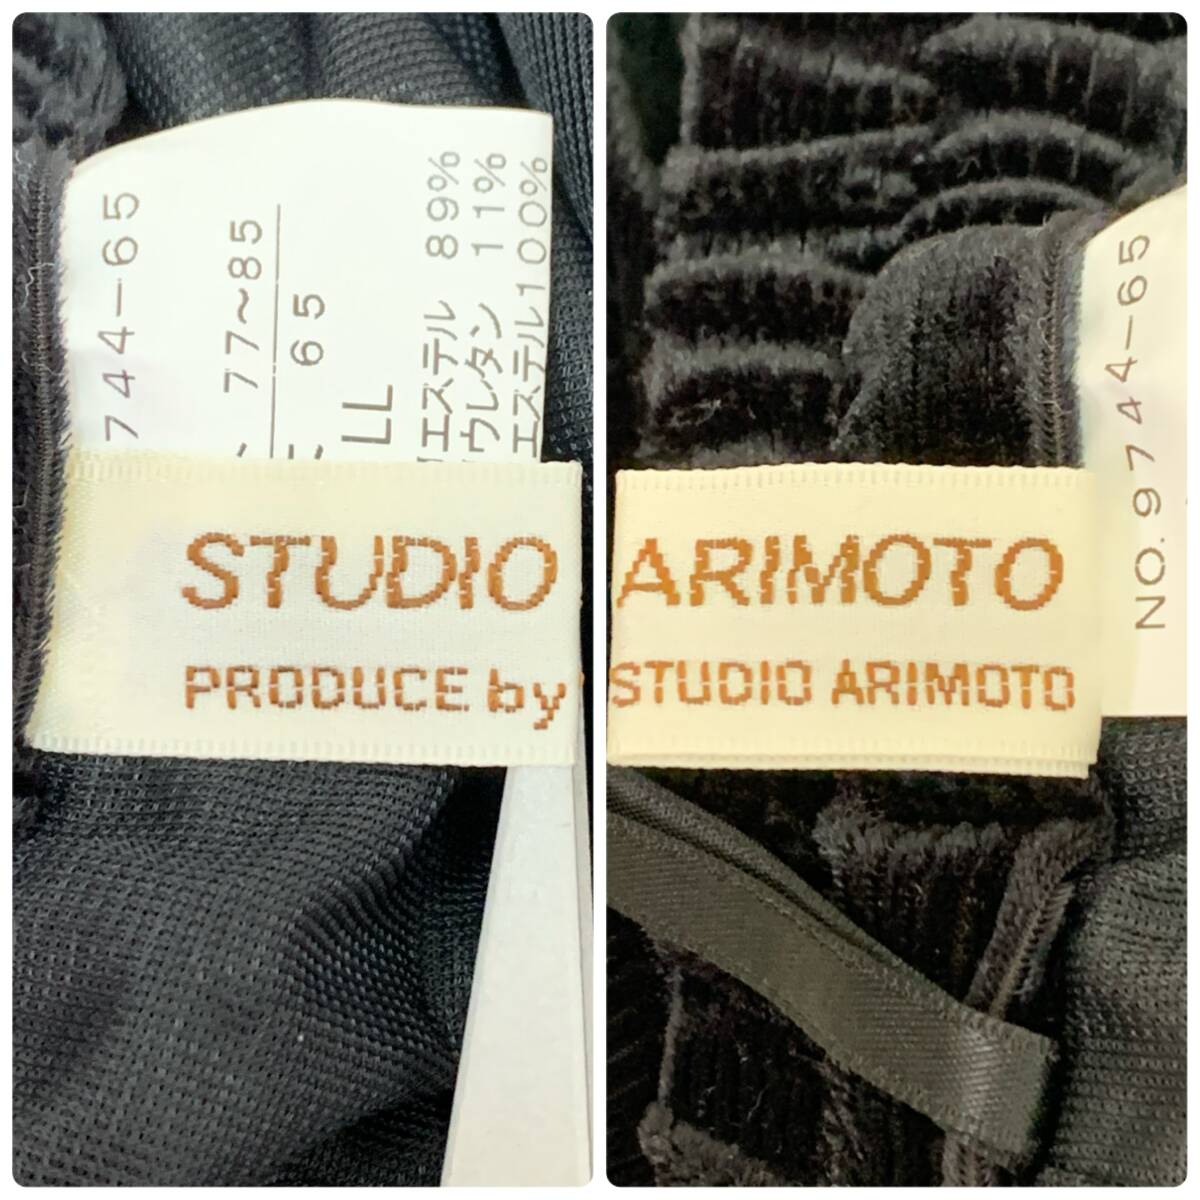 744-65
77~85
65
LL
エステル 89%
ウレタン 11%
エステル100%
STUDIO
PRODUCE by
ARIMOTO
STUDIO ARIMOTO
NO. 9744-65